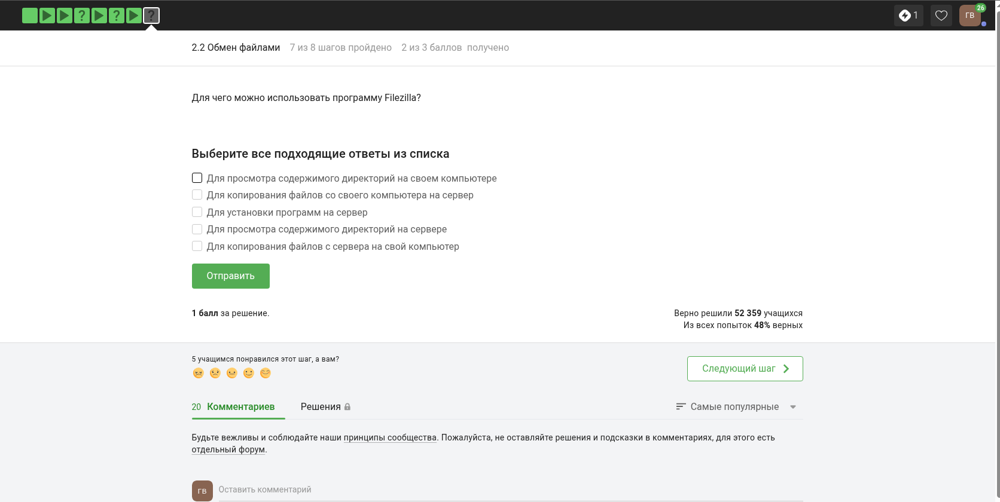 ? ? ?
1
ГВ
26
2.2 Обмен файлами 7 из 8 шагов пройдено 2 из 3 баллов получено
Для чего можно использовать программу Filezilla?
Выберите все подходящие ответы из списка
Для просмотра содержимого директорий на своем компьютере
Для копирования файлов со своего компьютера на сервер
Для установки программ на сервер
Для просмотра содержимого директорий на сервере
Для копирования файлов с сервера на свой компьютер
Отправить
1 балл за решение.
Верно решили 52 359 учащихся
Из всех попыток 48% верных
5 учащимся понравился этот шаг, а вам?
Следующий шаг
20 Комментариев Решения Самые популярные
Будьте вежливы и соблюдайте наши принципы сообщества. Пожалуйста, не оставляйте решения и подсказки в комментариях, для этого есть
отдельный форум.
ГВ Оставить комментарий